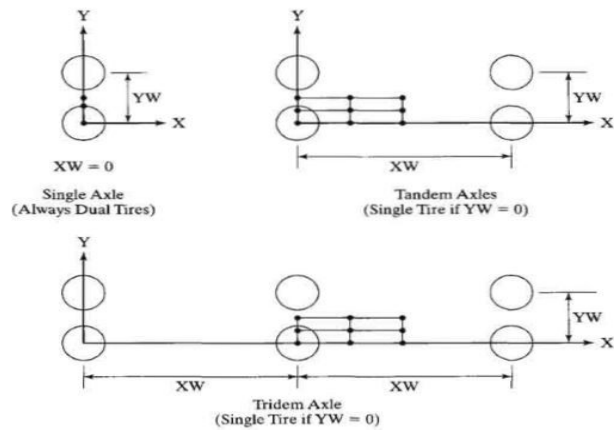 Y
YW
X
XW = 0
Single Axle
(Always Dual Tires)
Y
YW
X
XW
Tandem Axles
(Single Tire if YW = 0)
Y
YW
X
XW
XW
Tridem Axle
(Single Tire if YW = 0)